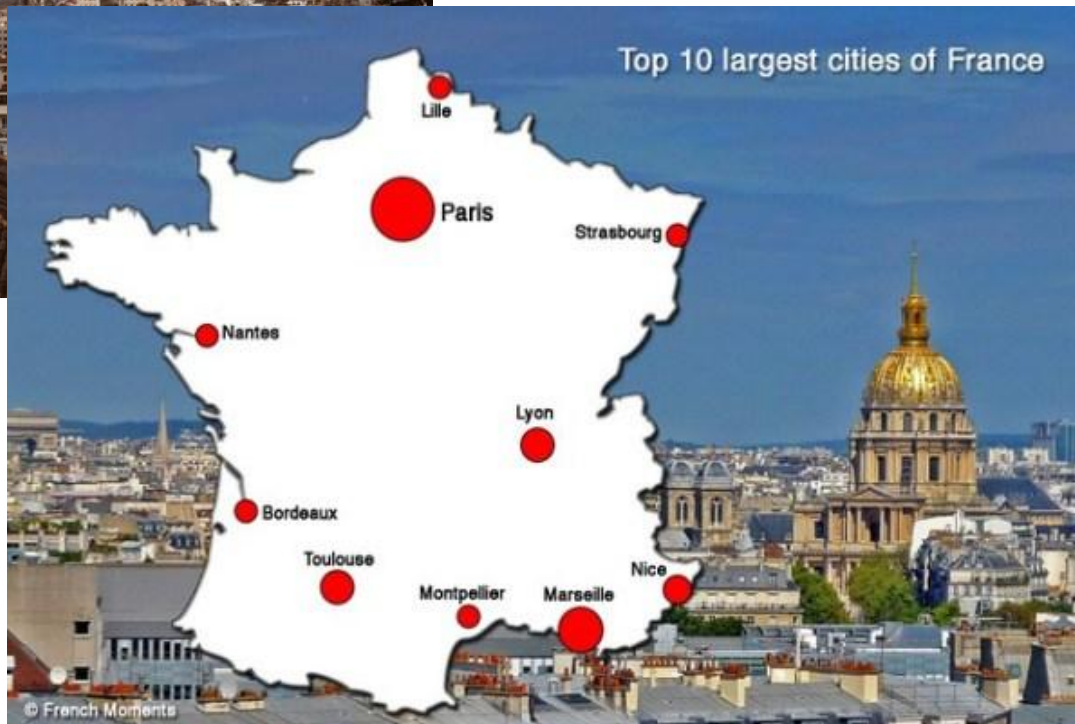 Top 10 largest cities of France
Lille
Paris
Strasbourg
Nantes
Lyon
Bordeaux
Toulouse
Nice
Montpellier
Marseille
© French Moments